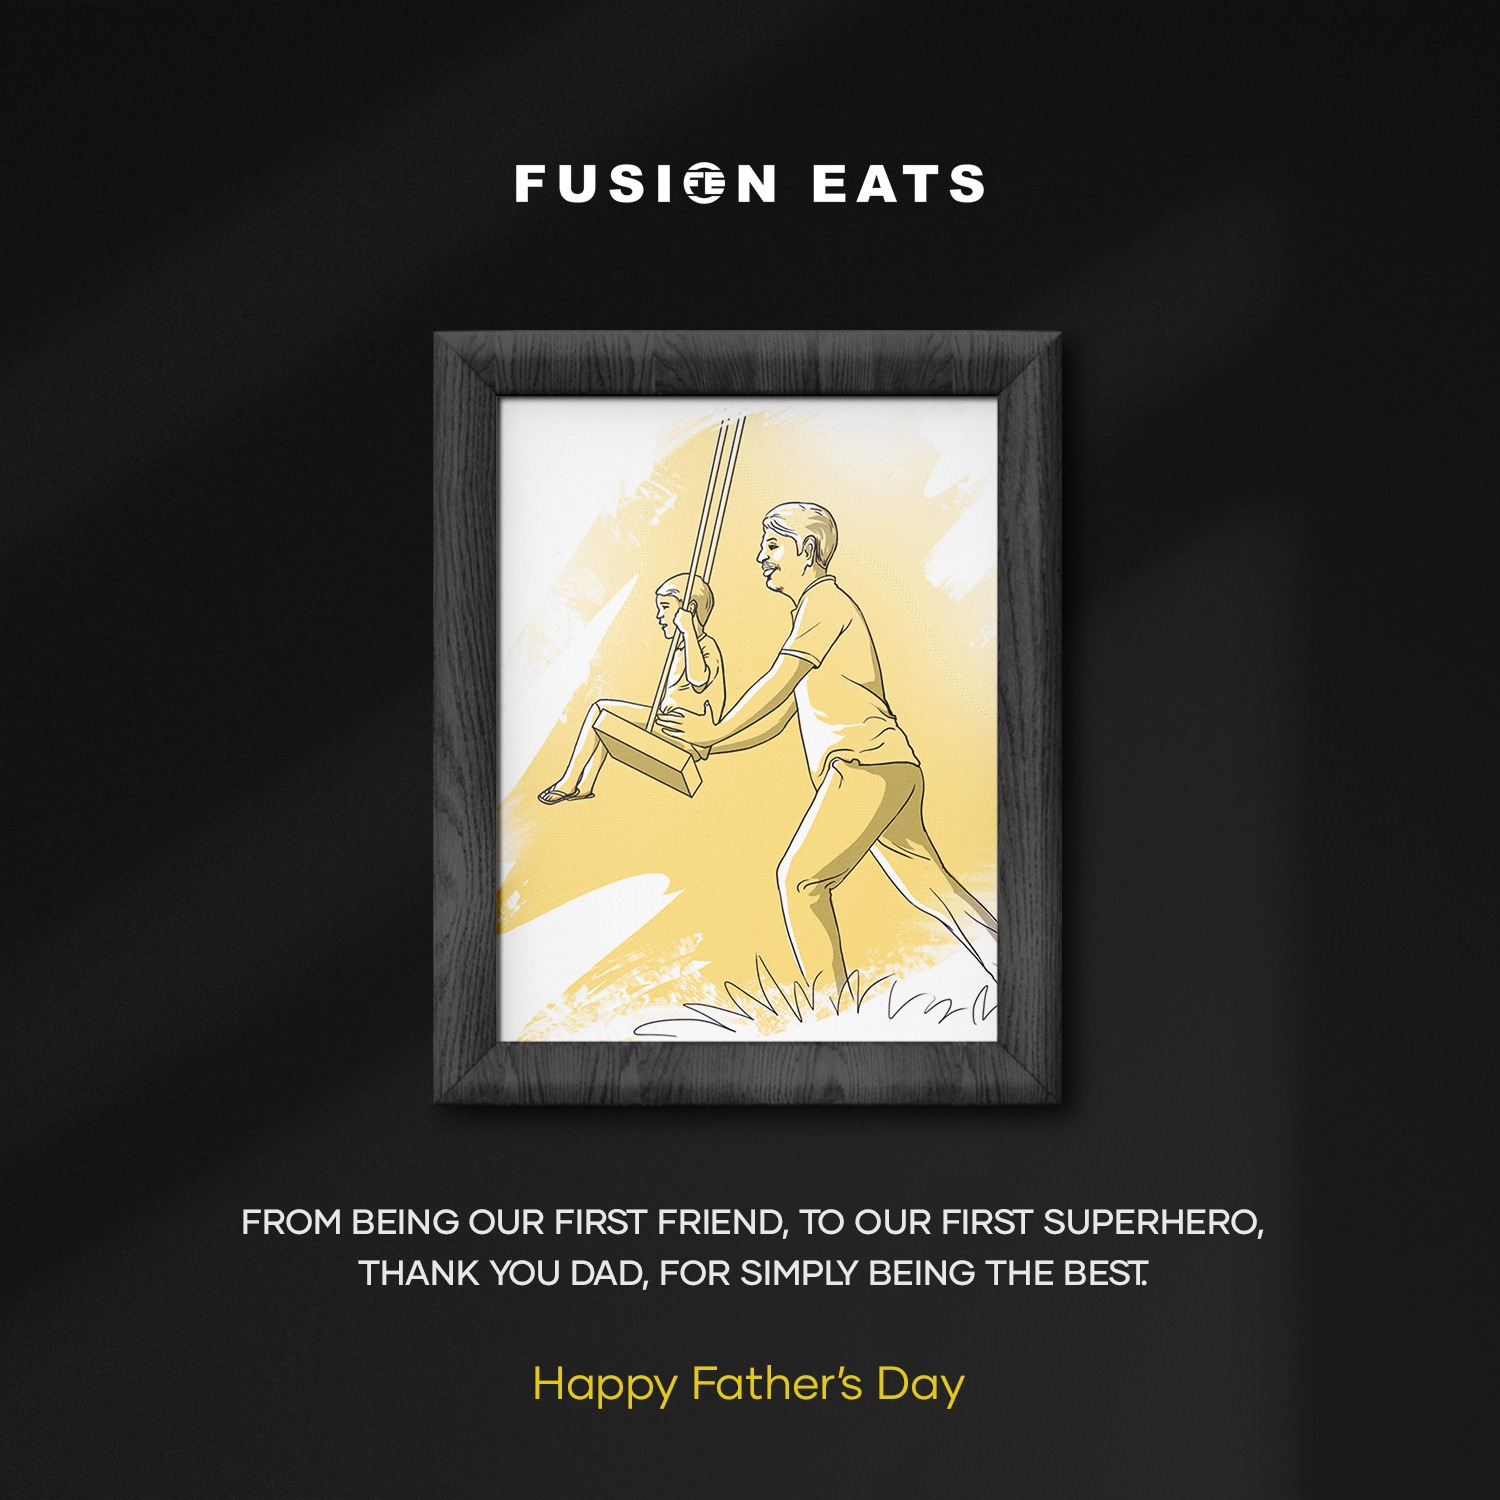 FUSION EATS
FROM BEING OUR FIRST FRIEND, TO OUR FIRST SUPERHERO,
THANK YOU DAD, FOR SIMPLY BEING THE BEST.
Happy Father's Day